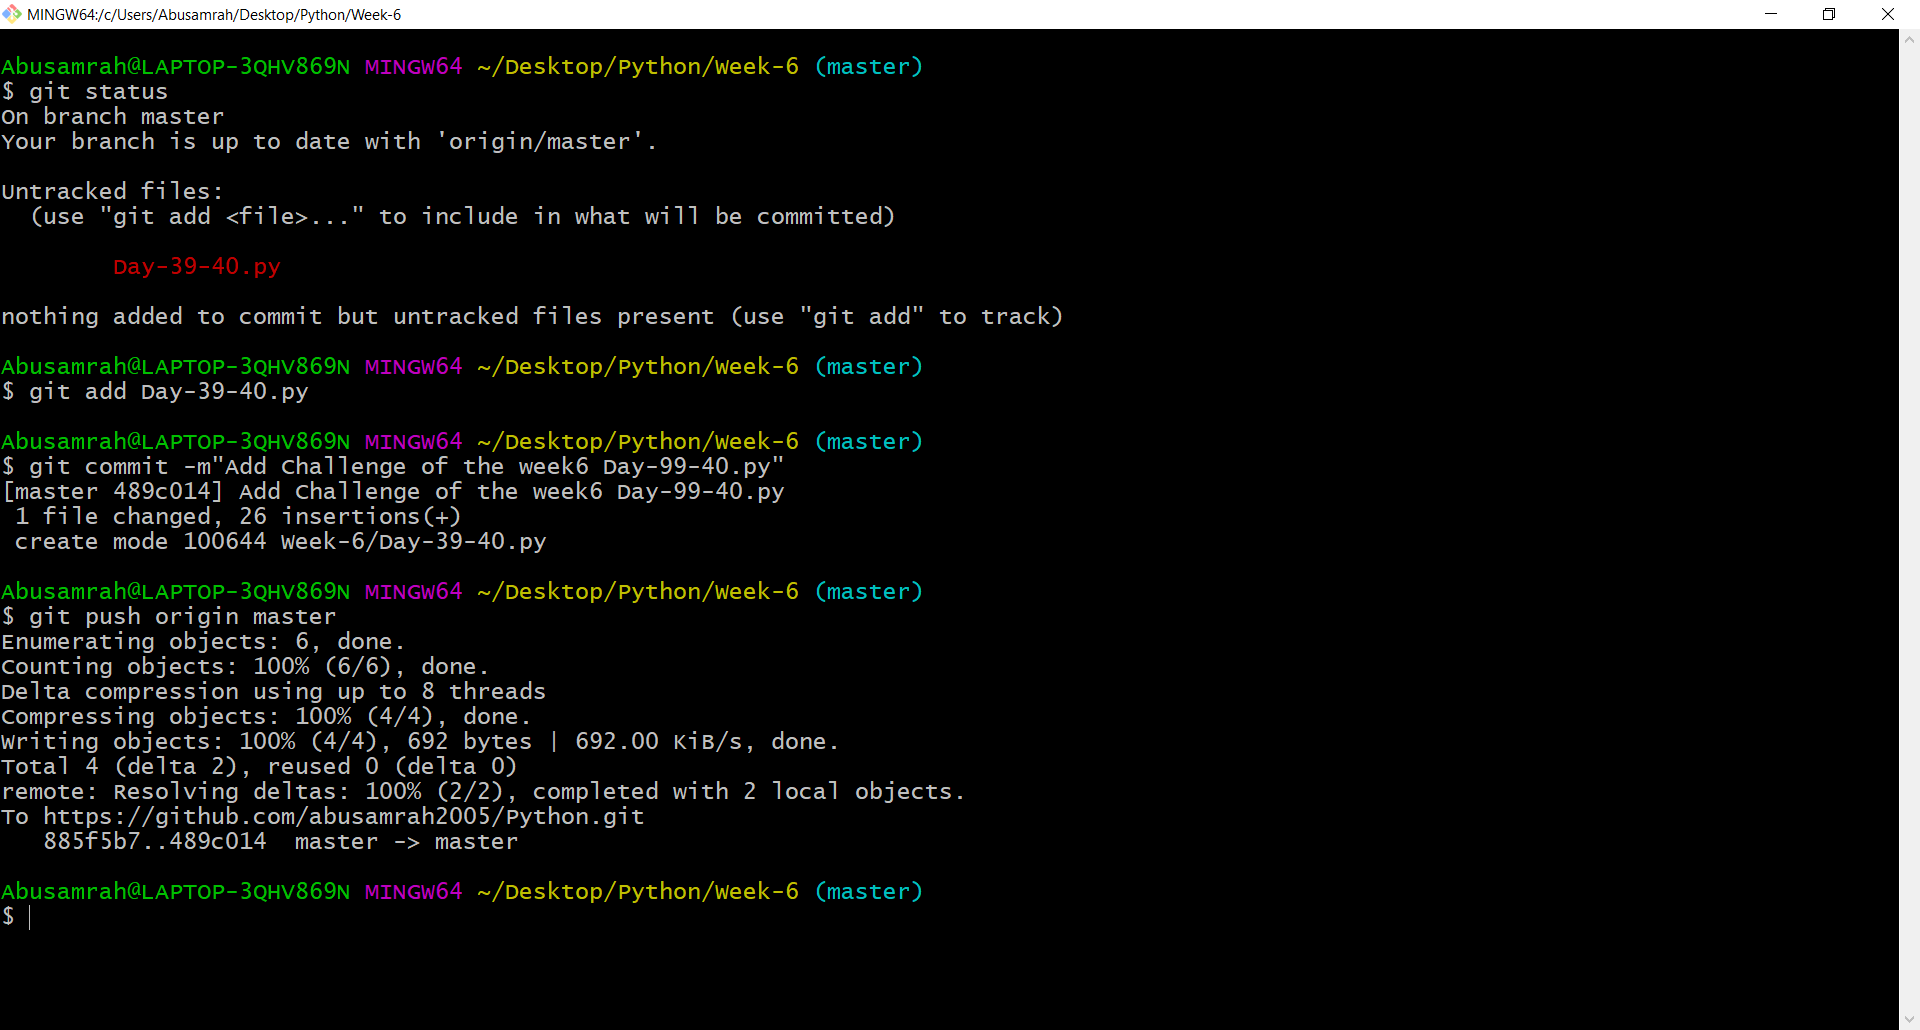 MINGW64:/c/Users/Abusamrah/Desktop/Python/Week-6
Abusamrah@LAPTOP-3QHV869N MINGW64 ~/Desktop/Python/Week-6 (master)
$ git status
On branch master
Your branch is up to date with 'origin/master'.
Untracked files:
  (use "git add <file>..." to include in what will be committed)
        Day-39-40.py
nothing added to commit but untracked files present (use "git add" to track)
Abusamrah@LAPTOP-3QHV869N MINGW64 ~/Desktop/Python/Week-6 (master)
$ git add Day-39-40.py
Abusamrah@LAPTOP-3QHV869N MINGW64 ~/Desktop/Python/Week-6 (master)
$ git commit -m"Add Challenge of the week6 Day-99-40.py"
[master 489c014] Add Challenge of the week6 Day-99-40.py
 1 file changed, 26 insertions(+)
 create mode 100644 Week-6/Day-39-40.py
Abusamrah@LAPTOP-3QHV869N MINGW64 ~/Desktop/Python/Week-6 (master)
$ git push origin master
Enumerating objects: 6, done.
Counting objects: 100% (6/6), done.
Delta compression using up to 8 threads
Compressing objects: 100% (4/4), done.
Writing objects: 100% (4/4), 692 bytes | 692.00 KiB/s, done.
Total 4 (delta 2), reused 0 (delta 0)
remote: Resolving deltas: 100% (2/2), completed with 2 local objects.
To https://github.com/abusamrah2005/Python.git
   885f5b7..489c014  master -> master
Abusamrah@LAPTOP-3QHV869N MINGW64 ~/Desktop/Python/Week-6 (master)
$